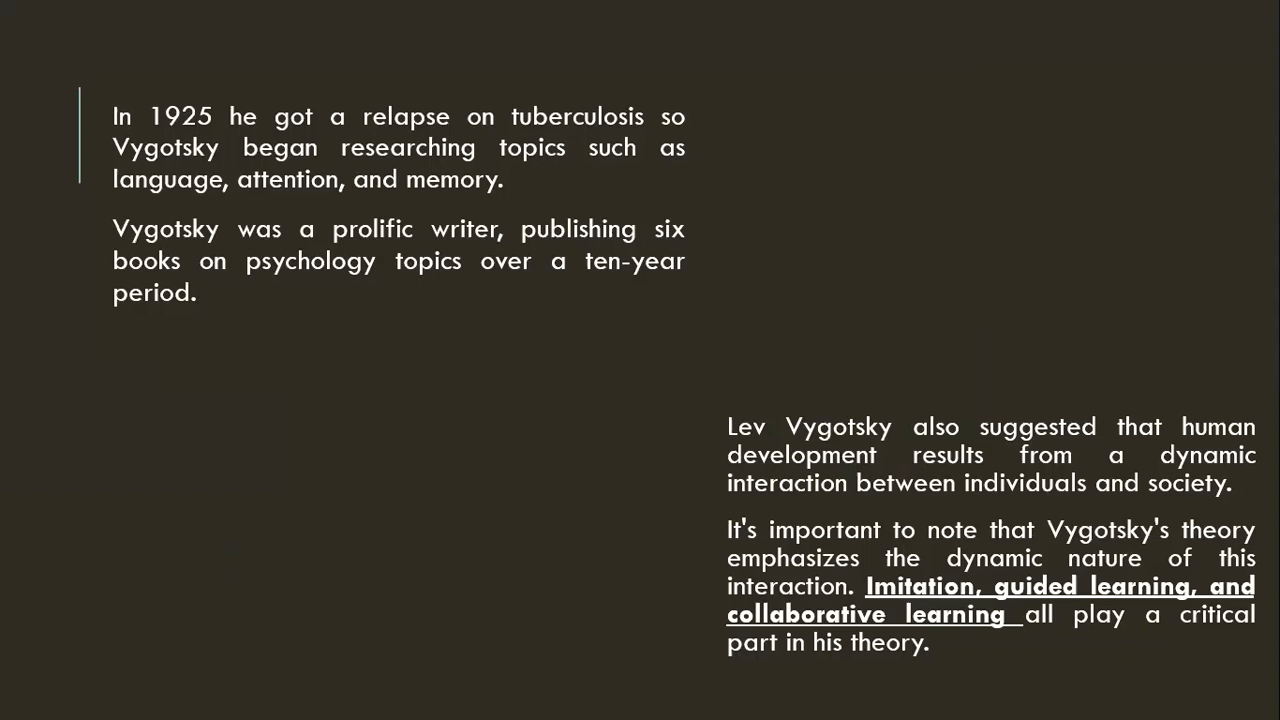 In 1925 he got a relapse on tuberculosis so
Vygotsky began researching topics such as
language, attention, and memory.
Vygotsky was a prolific writer, publishing six
books on psychology topics over a ten-year
period.
Lev Vygotsky also suggested that human
development results from a dynamic
interaction between individuals and society.
It's important to note that Vygotsky's theory
emphasizes the dynamic nature of this
interaction. Imitation, guided learning, and
collaborative learning all play a critical
part in his theory.